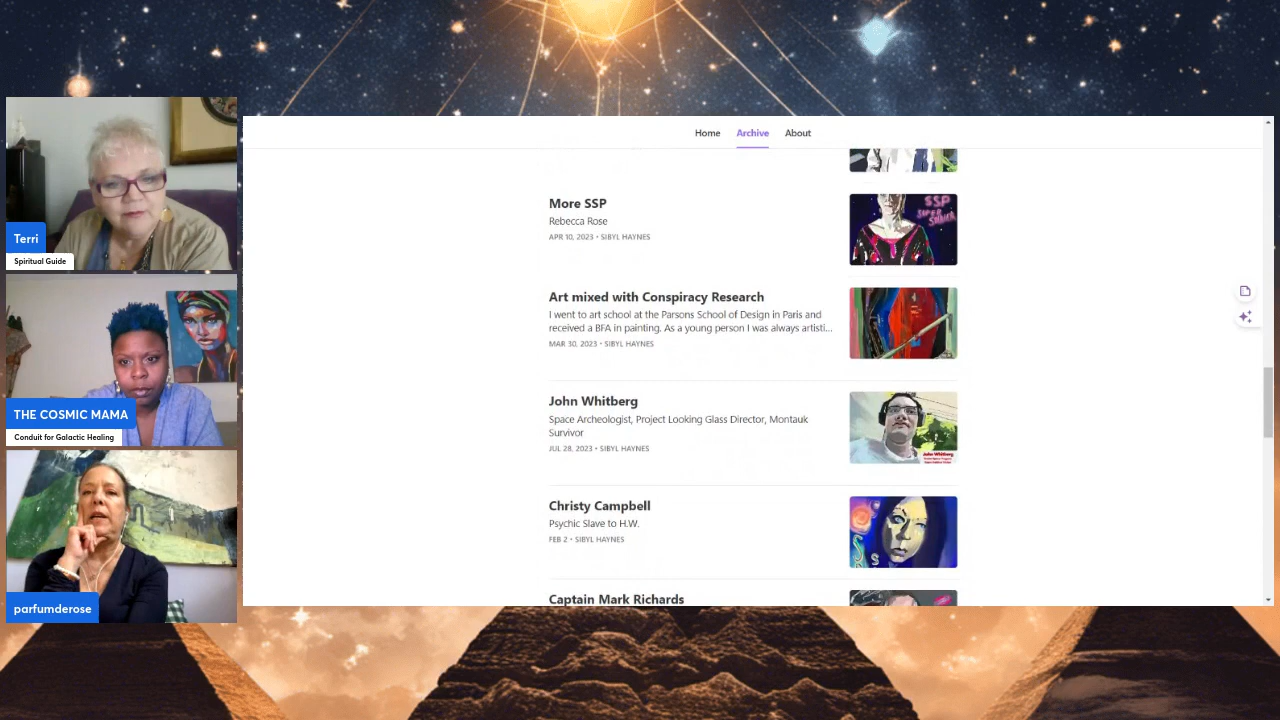 Home Archive About
More SSP
Rebecca Rose
APR 10, 2023 • SIBYL HAYNES
SSP
SUPER
SOLDIER
Art mixed with Conspiracy Research
I went to art school at the Parsons School of Design in Paris and
received a BFA in painting. As a young person I was always artisti...
MAR 30, 2023 • SIBYL HAYNES
John Whitberg
Space Archeologist, Project Looking Glass Director, Montauk
Survivor
JUL 28, 2023 • SIBYL HAYNES
John Whitberg
Christy Campbell
Psychic Slave to H.W.
FEB 2 • SIBYL HAYNES
Captain Mark Richards
Terri
Spiritual Guide
THE COSMIC MAMA
Conduit for Galactic Healing
parfumderose